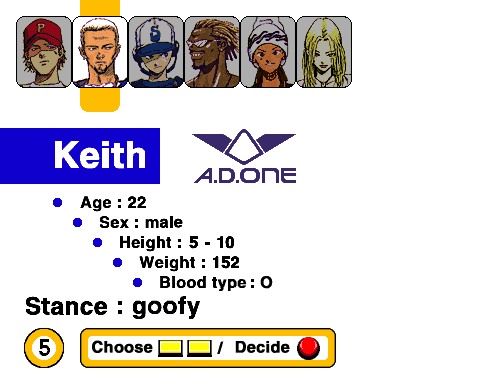 P
S
Keith
A.D.ONE
Age : 22
Sex : male
Height : 5 - 10
Weight : 152
Blood type : O
Stance : goofy
5
Choose / Decide